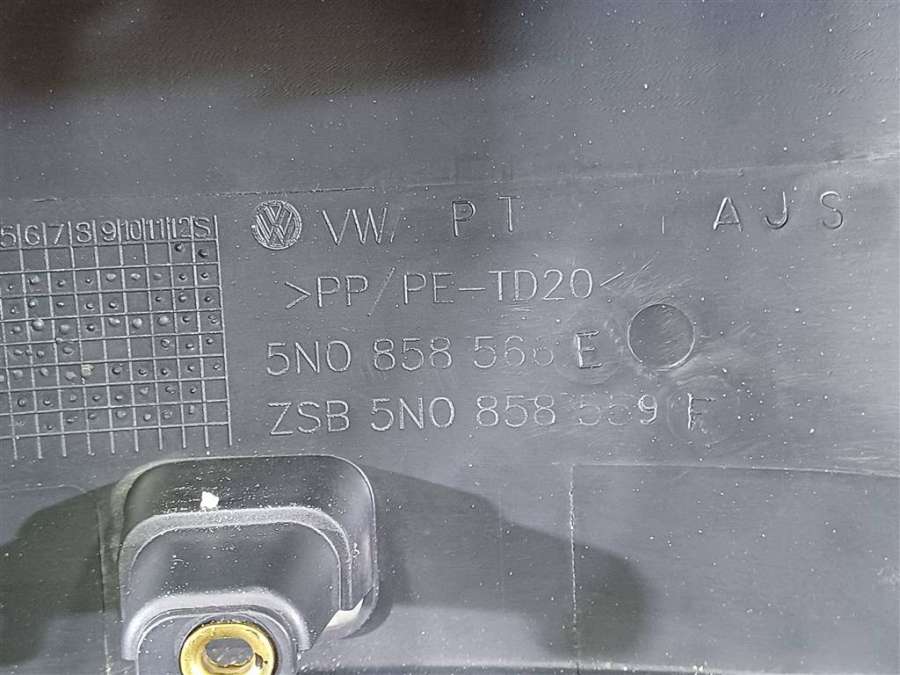 5 6 7 8 9 10 11 12 S
VW/ PT AJS
>PP/PE-TD20<
5N0 858 566 E
ZSB 5N0 858 F